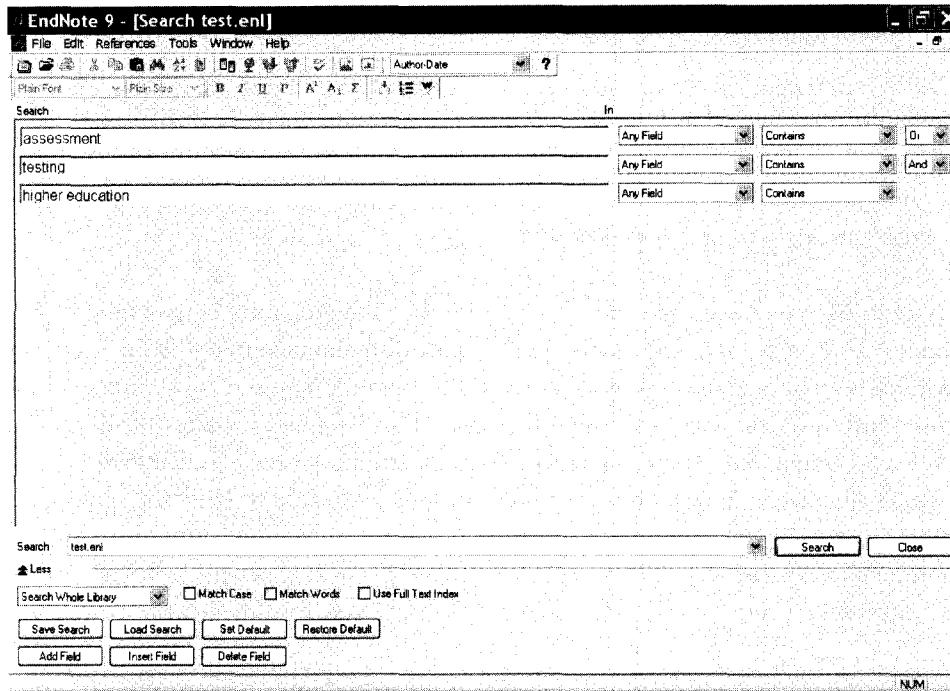 EndNote 9 - [Search test.enl]
File Edit References Tools Window Help
Author-Date ?
Plain Font Plain Size B I U P A¹ A₁ Σ
Search In
assessment Any Field Contains Or
testing Any Field Contains And
higher education Any Field Contains
Search test.enl Search Close
Less
Search Whole Library Match Case Match Words Use Full Text Index
Save Search Load Search Set Default Restore Default
Add Field Insert Field Delete Field
NUM